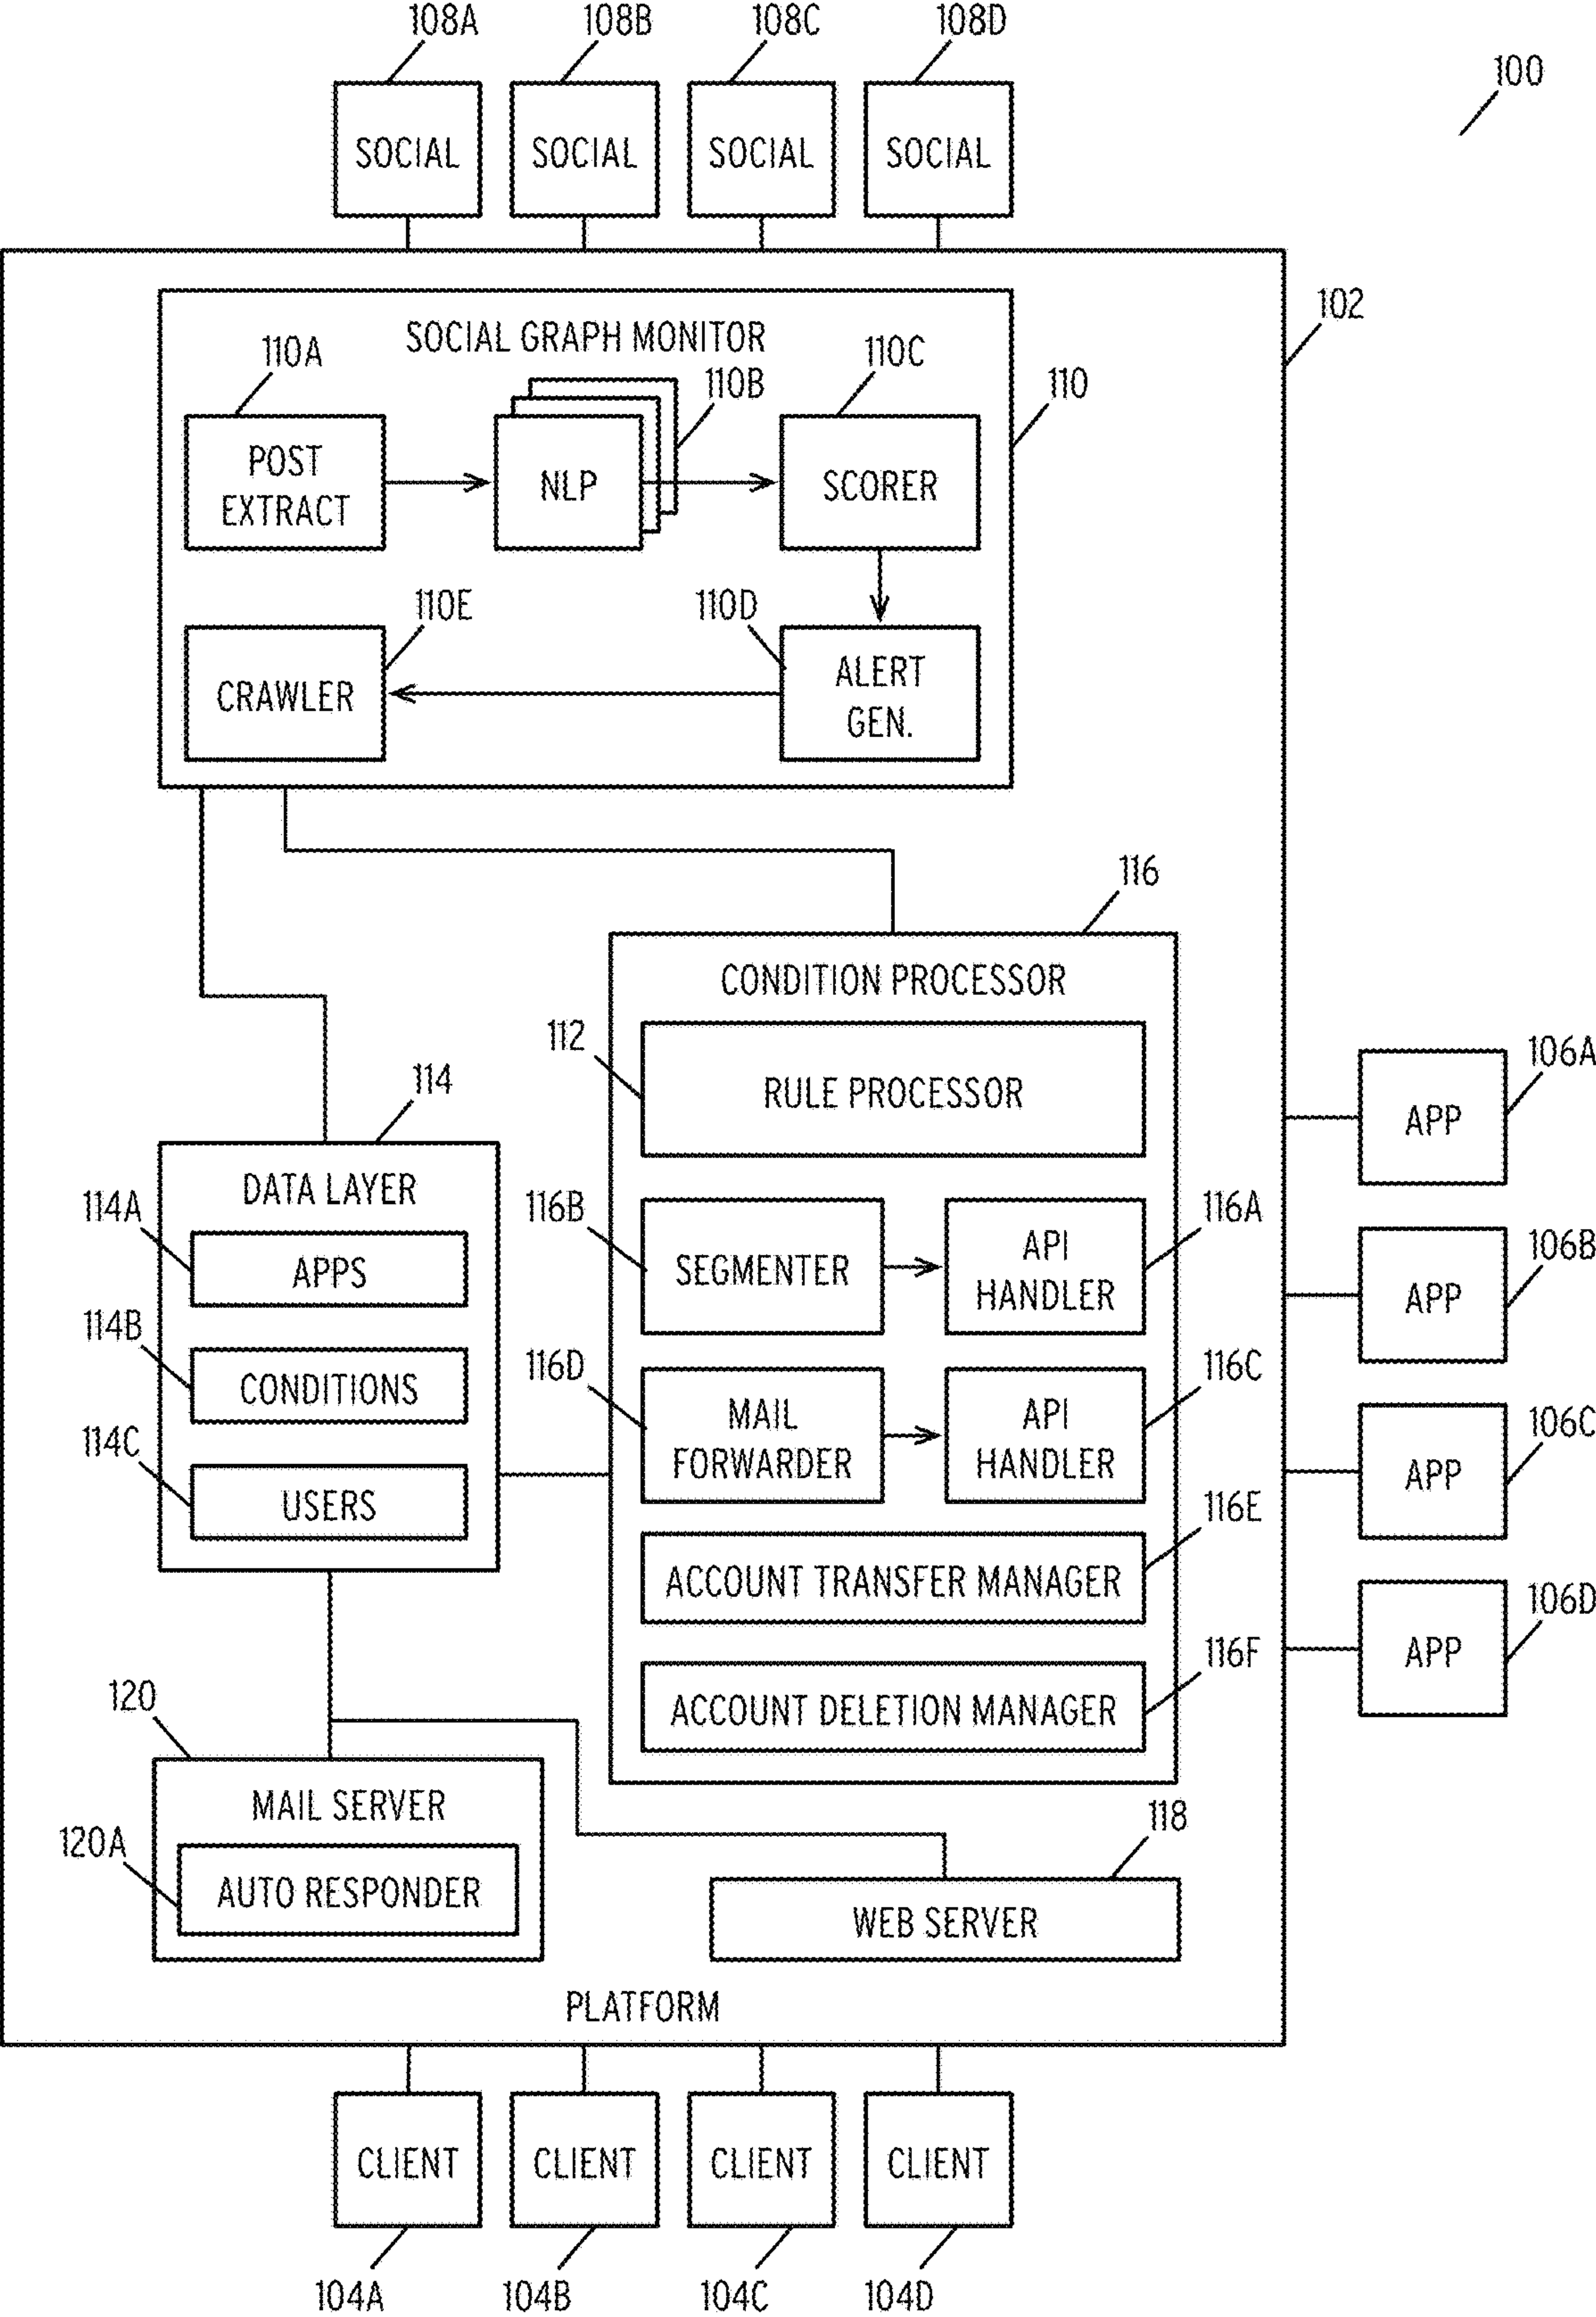 108A 108B 108C 108D
100
SOCIAL SOCIAL SOCIAL SOCIAL
102
SOCIAL GRAPH MONITOR
110A 110B 110C 110
POST
EXTRACT
NLP
SCORER
110E 110D
CRAWLER
ALERT
GEN.
116
CONDITION PROCESSOR
112
RULE PROCESSOR
114
DATA LAYER
114A
APPS
114B
CONDITIONS
114C
USERS
116B
SEGMENTER
116A
API
HANDLER
116D
MAIL
FORWARDER
116C
API
HANDLER
116E
ACCOUNT TRANSFER MANAGER
116F
ACCOUNT DELETION MANAGER
106A
APP
106B
APP
106C
APP
106D
APP
120
MAIL SERVER
120A
AUTO RESPONDER
118
WEB SERVER
PLATFORM
CLIENT CLIENT CLIENT CLIENT
104A 104B 104C 104D